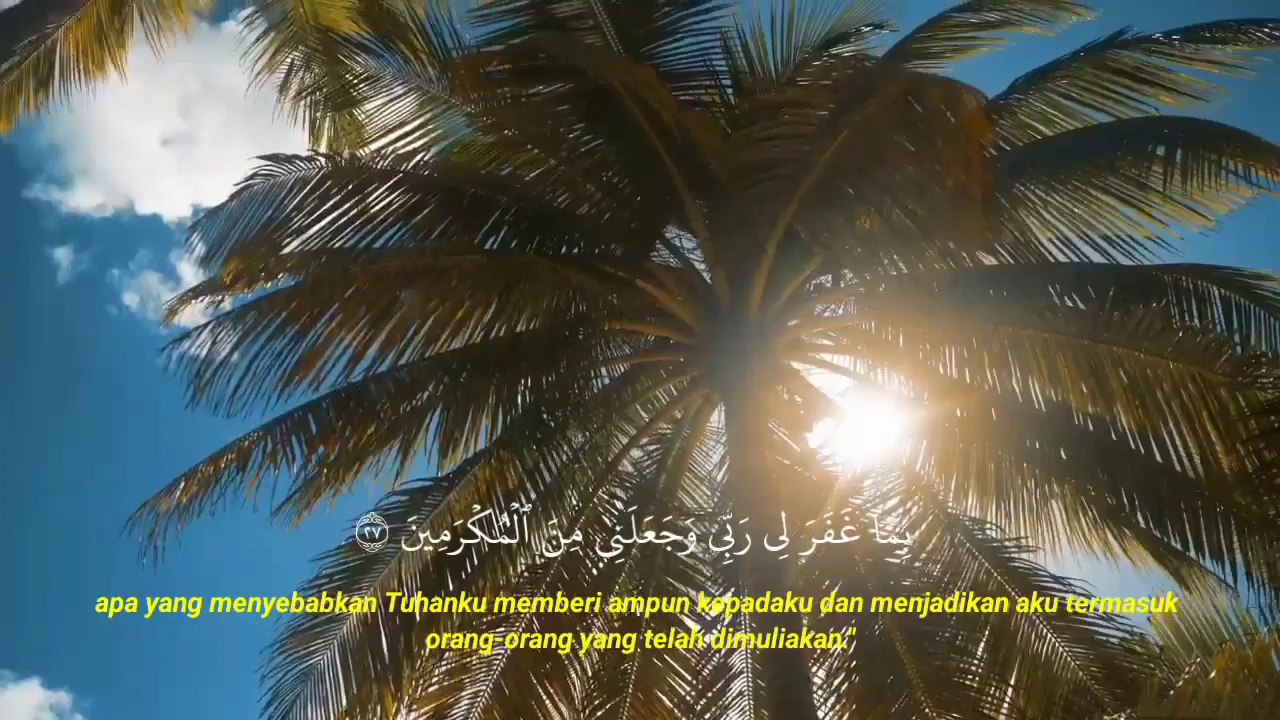 بِمَا غَفَرَ لِى رَبِّى وَجَعَلَنِى مِنَ ٱلْمُكْرَمِينَ ٢٧
apa yang menyebabkan Tuhanku memberi ampun kepadaku dan menjadikan aku termasuk
orang-orang yang telah dimuliakan."